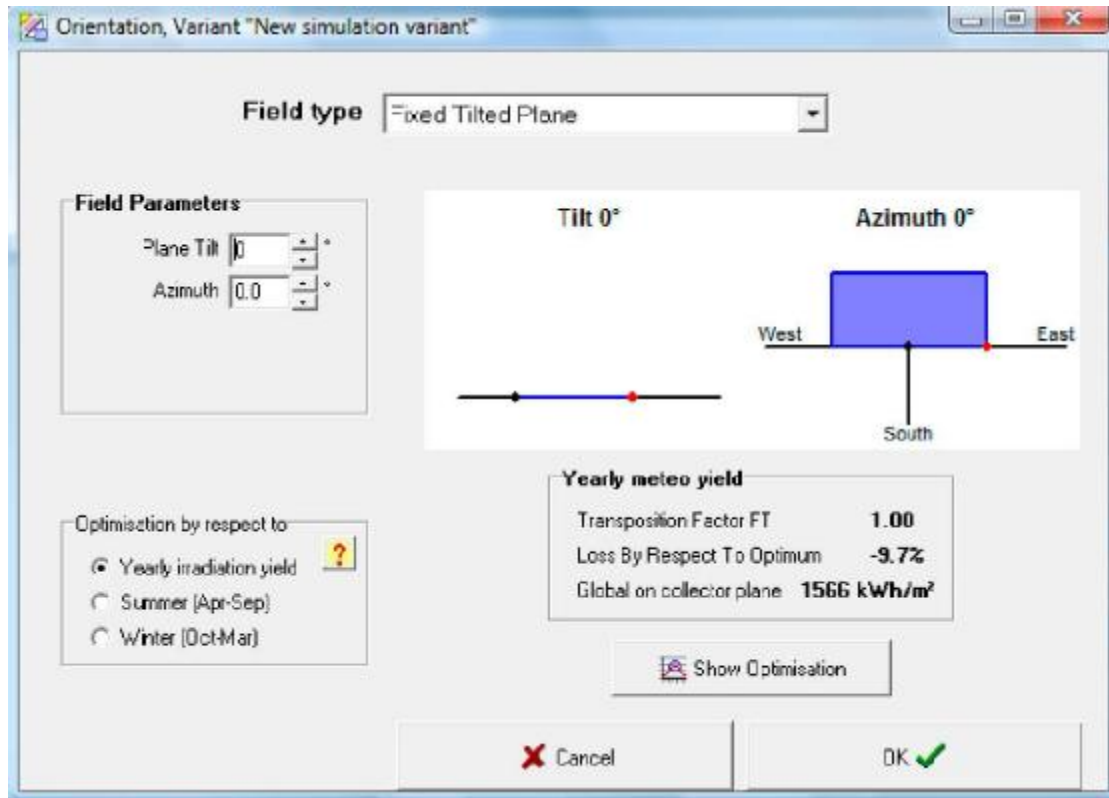 Orientation, Variant "New simulation variant"
Field type Fixed Tilted Plane
Field Parameters
Plane Tilt 0 °
Azimuth 0.0 °
Tilt 0° Azimuth 0°
West East
South
Yearly meteo yield
Transposition Factor FT 1.00
Loss By Respect To Optimum -9.7%
Global on collector plane 1566 kWh/m²
Optimisation by respect to
?
Yearly irradiation yield
Summer (Apr-Sep)
Winter (Oct-Mar)
Show Optimisation
Cancel OK